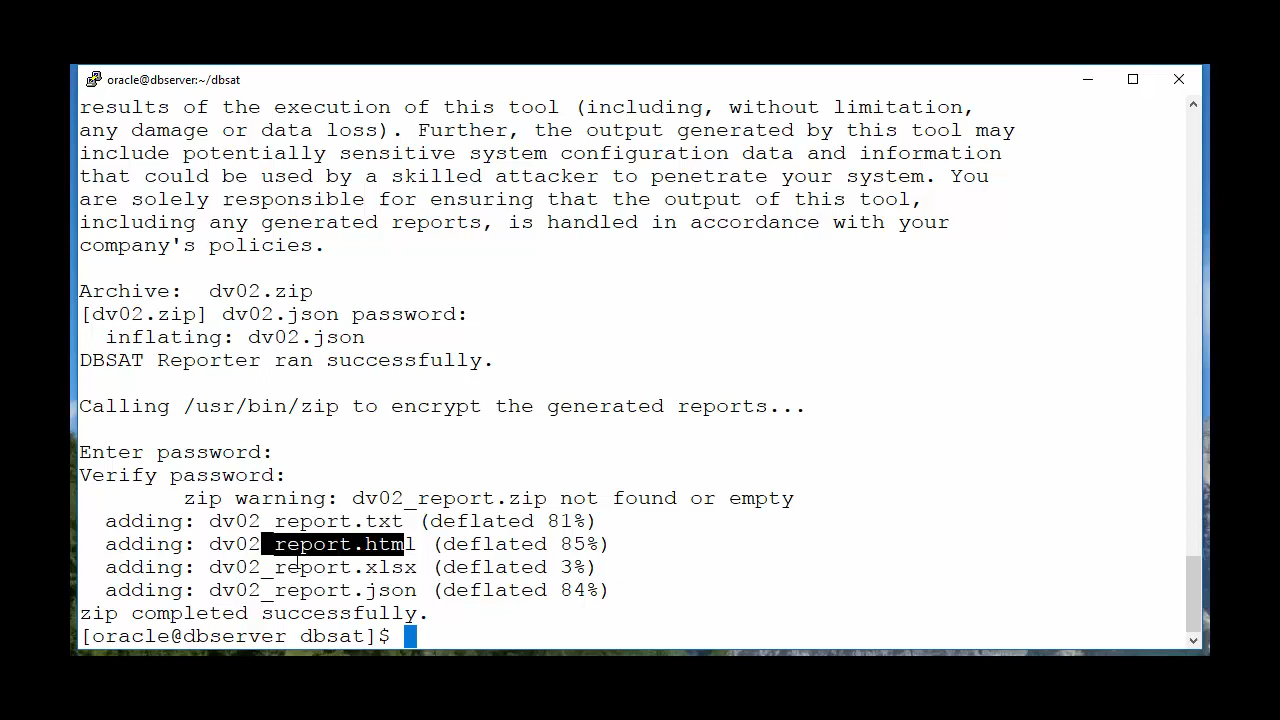 oracle@dbserver:~/dbsat
results of the execution of this tool (including, without limitation,
any damage or data loss). Further, the output generated by this tool may
include potentially sensitive system configuration data and information
that could be used by a skilled attacker to penetrate your system. You
are solely responsible for ensuring that the output of this tool,
including any generated reports, is handled in accordance with your
company's policies.
Archive:  dv02.zip
[dv02.zip] dv02.json password:
  inflating: dv02.json
DBSAT Reporter ran successfully.
Calling /usr/bin/zip to encrypt the generated reports...
Enter password:
Verify password:
        zip warning: dv02_report.zip not found or empty
  adding: dv02_report.txt (deflated 81%)
  adding: dv02_report.html (deflated 85%)
  adding: dv02_report.xlsx (deflated 3%)
  adding: dv02_report.json (deflated 84%)
zip completed successfully.
[oracle@dbserver dbsat]$